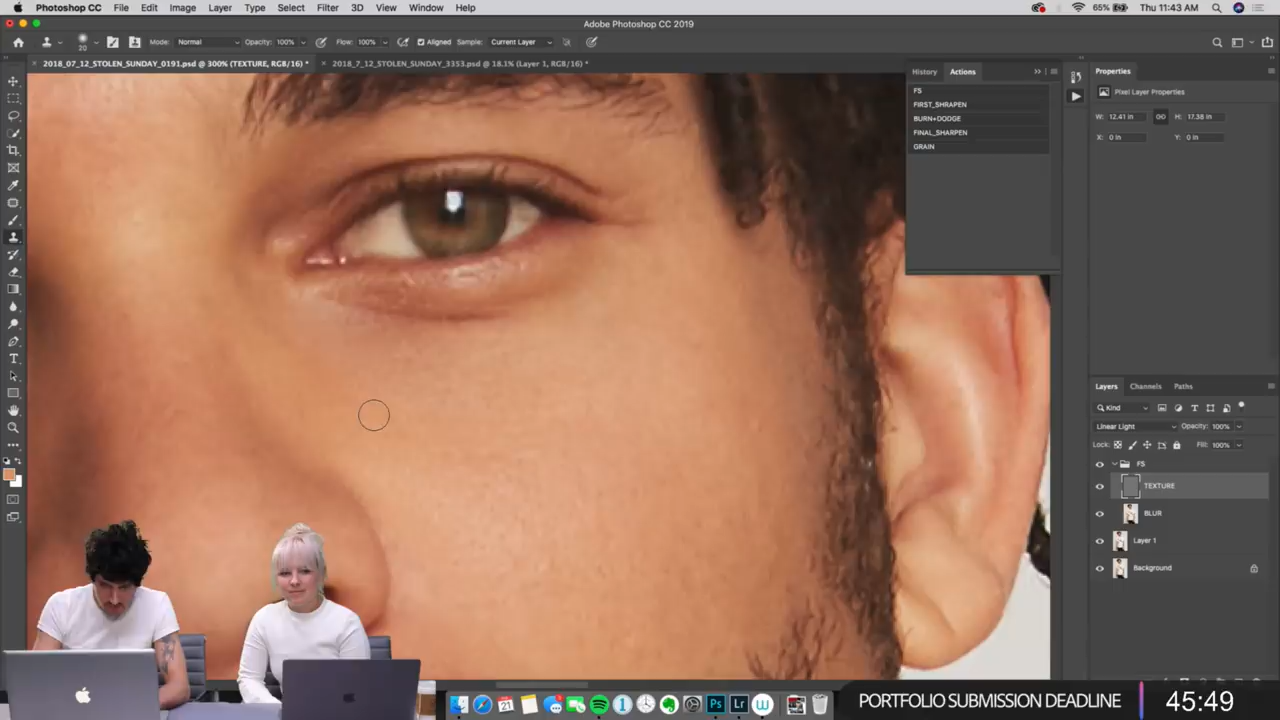 Photoshop CC File Edit Image Layer Type Select Filter 3D View Window Help 65% Thu 11:43 AM
Adobe Photoshop CC 2019
20 Mode: Normal Opacity: 100% Flow: 100% Aligned Sample: Current Layer
2018_07_12_STOLEN_SUNDAY_0191.psd @ 300% (TEXTURE, RGB/16) * 2018_7_12_STOLEN_SUNDAY_3353.psd @ 18.1% (Layer 1, RGB/16) *
History Actions
FS
FIRST_SHRAPEN
BURN+DODGE
FINAL_SHARPEN
GRAIN
Properties
Pixel Layer Properties
W: 12.41 in H: 17.38 in
X: 0 in Y: 0 in
Layers Channels Paths
Kind
Linear Light Opacity: 100%
Lock: Fill: 100%
FS
TEXTURE
BLUR
Layer 1
Background
PORTFOLIO SUBMISSION DEADLINE 45:49